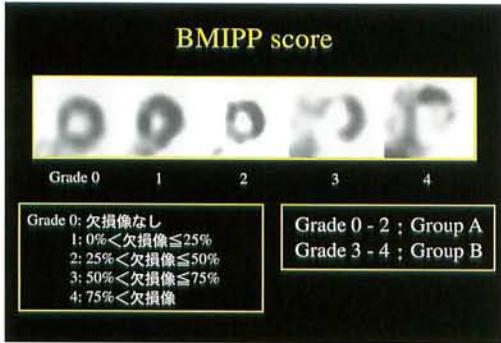 BMIPP score
Grade 0 1 2 3 4
Grade 0: 欠損像なし
1: 0%＜欠損像≦25%
2: 25%＜欠損像≦50%
3: 50%＜欠損像≦75%
4: 75%＜欠損像
Grade 0 - 2 ; Group A
Grade 3 - 4 ; Group B